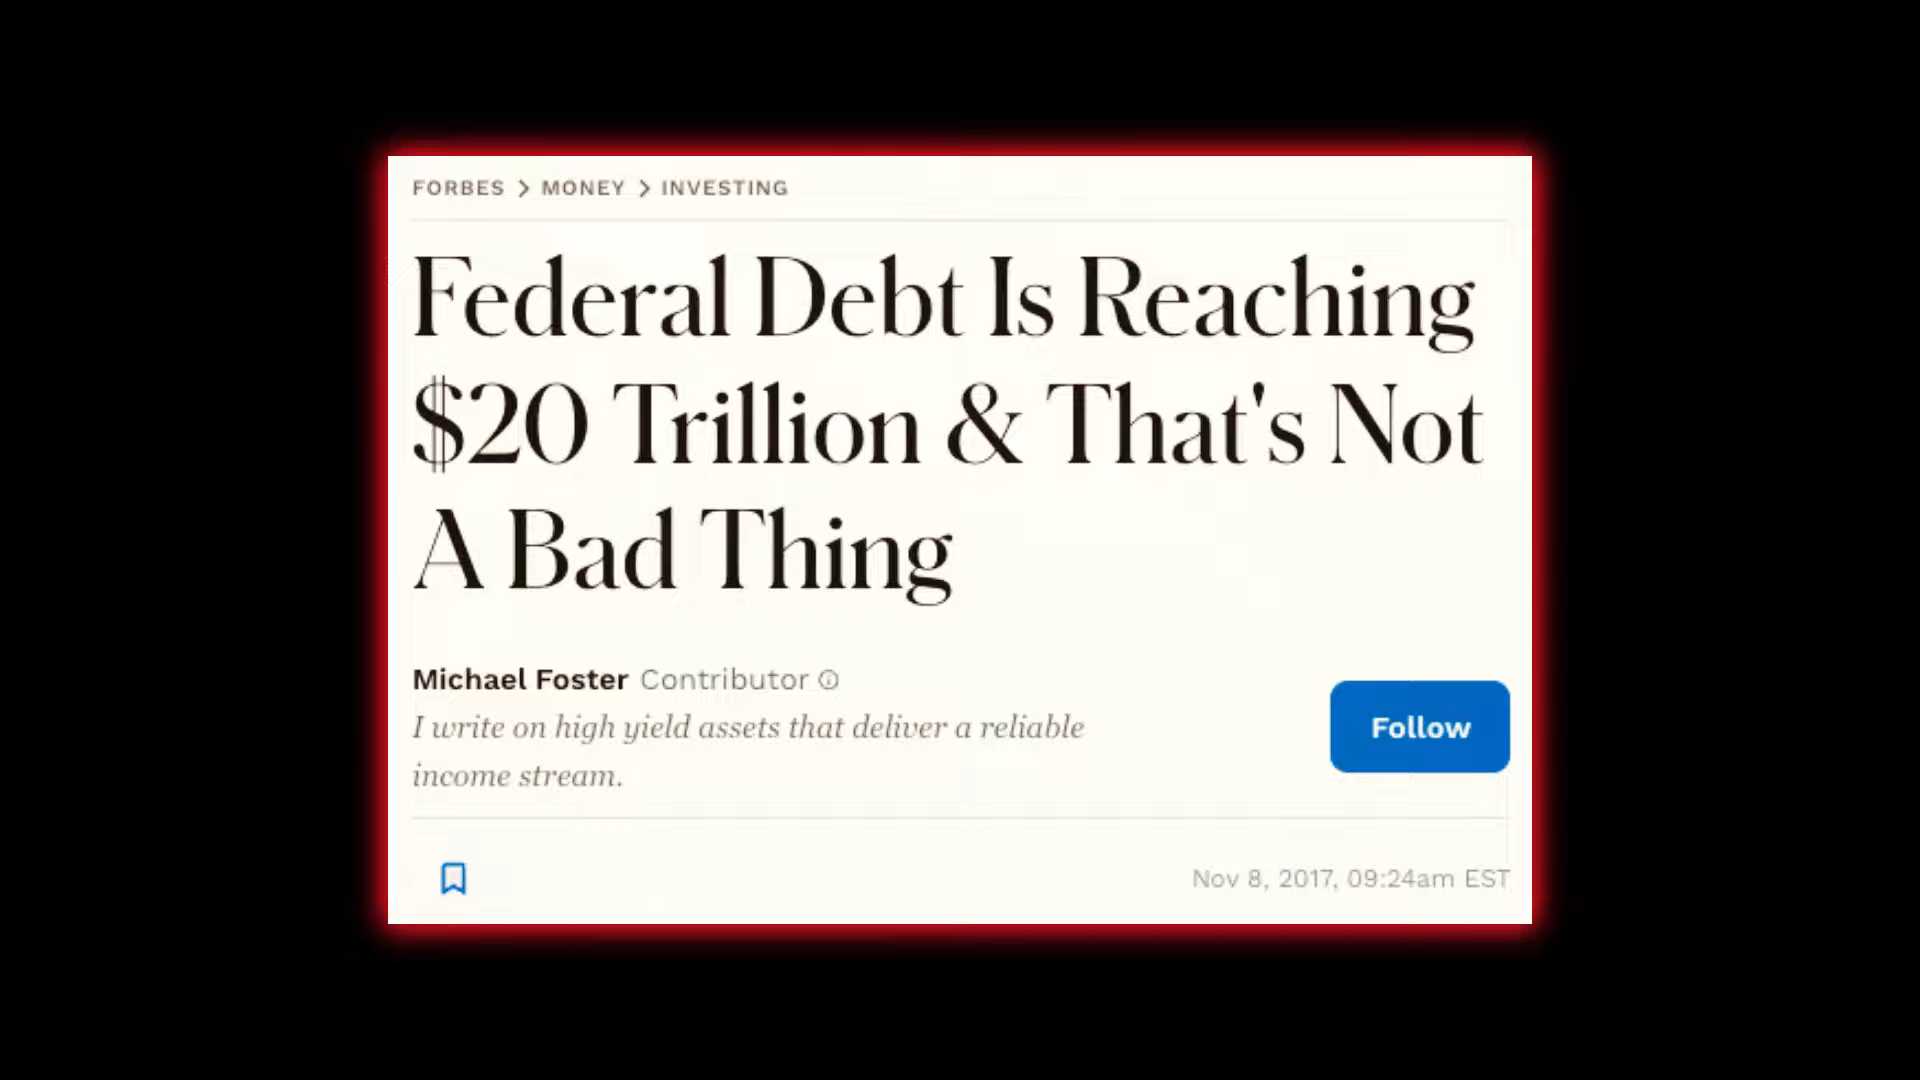 FORBES > MONEY > INVESTING
Federal Debt Is Reaching
$20 Trillion & That's Not
A Bad Thing
Michael Foster Contributor
I write on high yield assets that deliver a reliable
income stream.
Follow
Nov 8, 2017, 09:24am EST